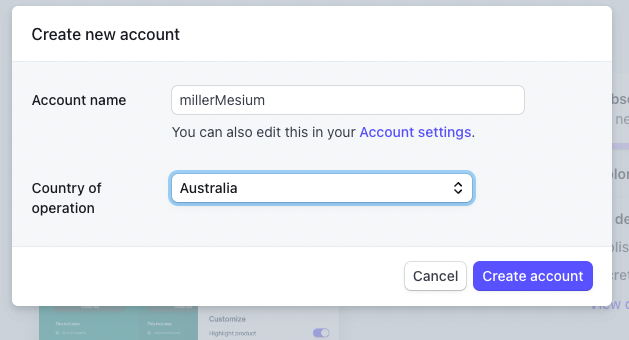 Create new account
Account name
millerMesium
You can also edit this in your Account settings.
Country of
operation
Australia
Cancel
Create account
Customize
Highlight product